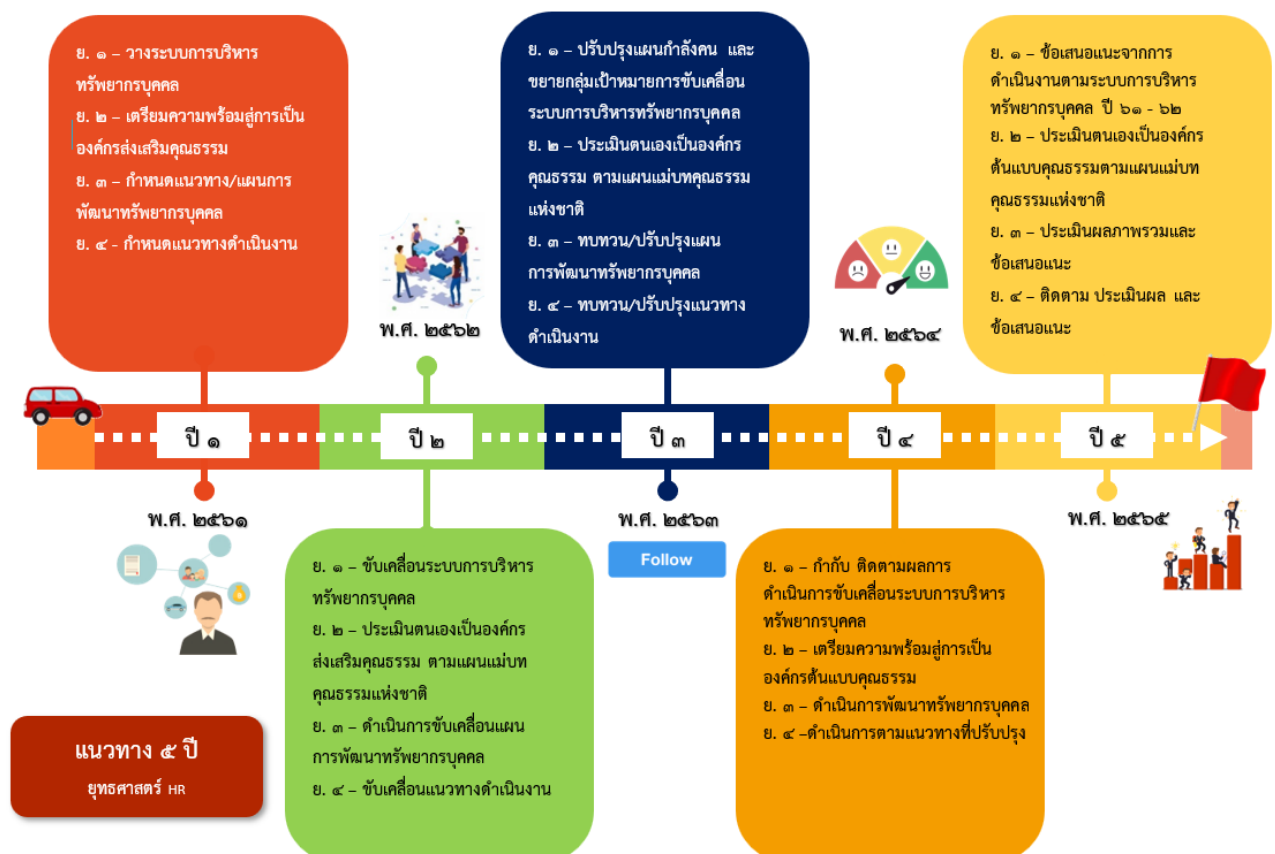 ย. ๑ – วางระบบการบริหาร
ทรัพยากรบุคคล
ย. ๒ – เตรียมความพร้อมสู่การเป็น
องค์กรส่งเสริมคุณธรรม
ย. ๓ – กำหนดแนวทาง/แผนการ
พัฒนาทรัพยากรบุคคล
ย. ๔ - กำหนดแนวทางดำเนินงาน
ปี ๑
พ.ศ. ๒๕๖๑
พ.ศ. ๒๕๖๒
ปี ๒
ย. ๑ – ขับเคลื่อนระบบการบริหาร
ทรัพยากรบุคคล
ย. ๒ – ประเมินตนเองเป็นองค์กร
ส่งเสริมคุณธรรม ตามแผนแม่บท
คุณธรรมแห่งชาติ
ย. ๓ – ดำเนินการขับเคลื่อนแผน
การพัฒนาทรัพยากรบุคคล
ย. ๔ – ขับเคลื่อนแนวทางดำเนินงาน
ย. ๑ – ปรับปรุงแผนกำลังคน และ
ขยายกลุ่มเป้าหมายการขับเคลื่อน
ระบบการบริหารทรัพยากรบุคคล
ย. ๒ – ประเมินตนเองเป็นองค์กร
คุณธรรม ตามแผนแม่บทคุณธรรม
แห่งชาติ
ย. ๓ – ทบทวน/ปรับปรุงแผน
การพัฒนาทรัพยากรบุคคล
ย. ๔ – ทบทวน/ปรับปรุงแนวทาง
ดำเนินงาน
ปี ๓
พ.ศ. ๒๕๖๓
Follow
พ.ศ. ๒๕๖๔
ปี ๔
ย. ๑ – กำกับ ติดตามผลการ
ดำเนินการขับเคลื่อนระบบการบริหาร
ทรัพยากรบุคคล
ย. ๒ – เตรียมความพร้อมสู่การเป็น
องค์กรต้นแบบคุณธรรม
ย. ๓ – ดำเนินการพัฒนาทรัพยากรบุคคล
ย. ๔ –ดำเนินการตามแนวทางที่ปรับปรุง
ย. ๑ – ข้อเสนอแนะจากการ
ดำเนินงานตามระบบการบริหาร
ทรัพยากรบุคคล ปี ๖๑ - ๖๒
ย. ๒ – ประเมินตนเองเป็นองค์กร
ต้นแบบคุณธรรมตามแผนแม่บท
คุณธรรมแห่งชาติ
ย. ๓ – ประเมินผลภาพรวมและ
ข้อเสนอแนะ
ย. ๔ – ติดตาม ประเมินผล และ
ข้อเสนอแนะ
ปี ๕
พ.ศ. ๒๕๖๕
แนวทาง ๕ ปี
ยุทธศาสตร์ HR